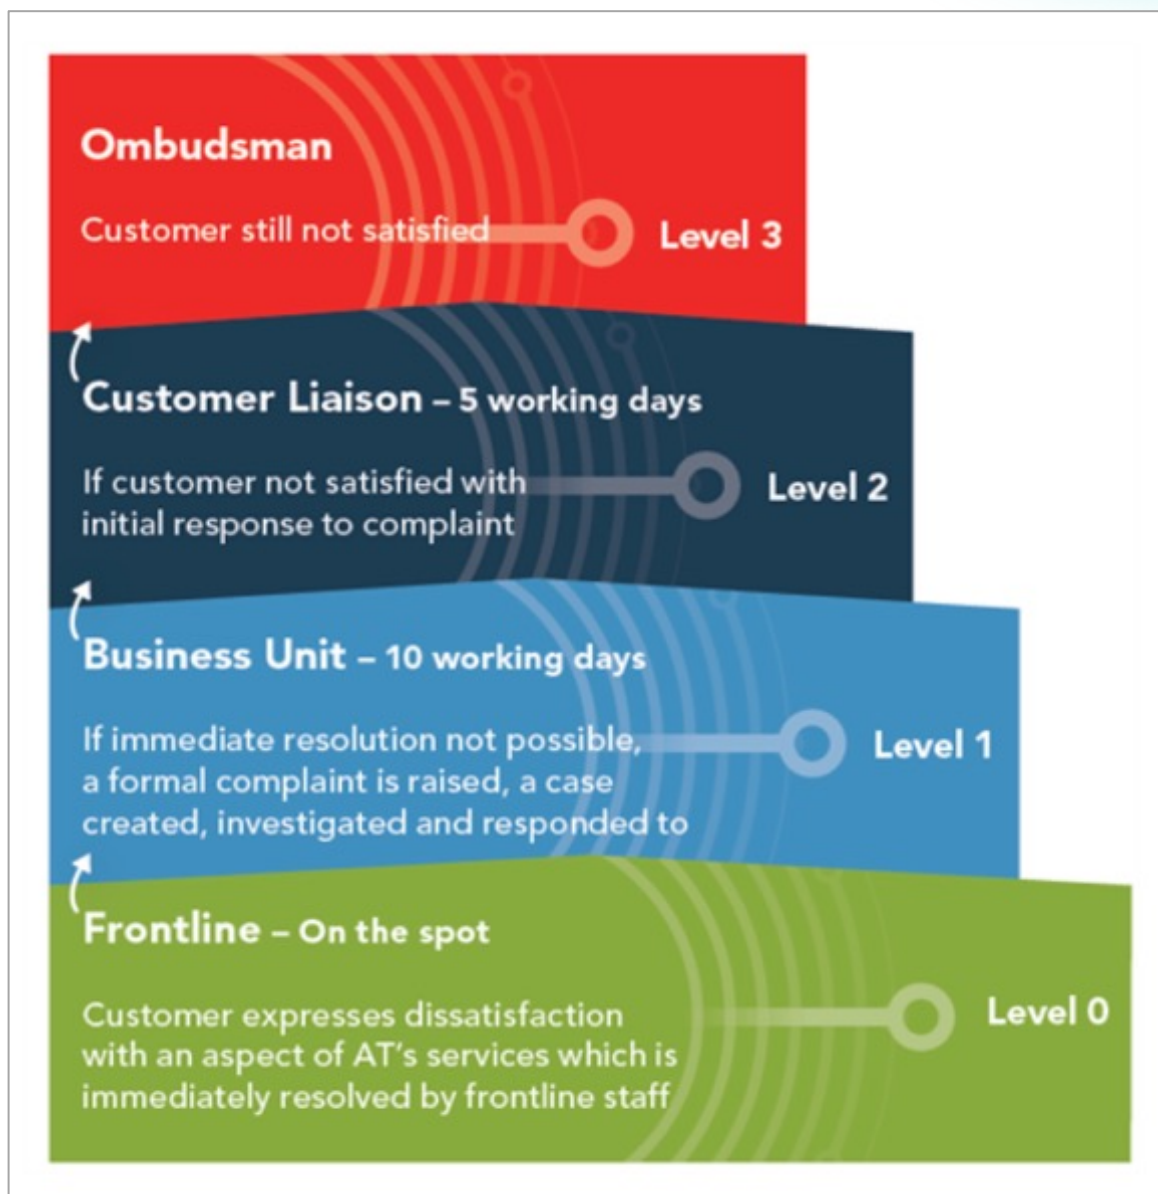 Ombudsman
Customer still not satisfied
Level 3
Customer Liaison – 5 working days
If customer not satisfied with
initial response to complaint
Level 2
Business Unit – 10 working days
If immediate resolution not possible,
a formal complaint is raised, a case
created, investigated and responded to
Level 1
Frontline – On the spot
Customer expresses dissatisfaction
with an aspect of AT's services which is
immediately resolved by frontline staff
Level 0